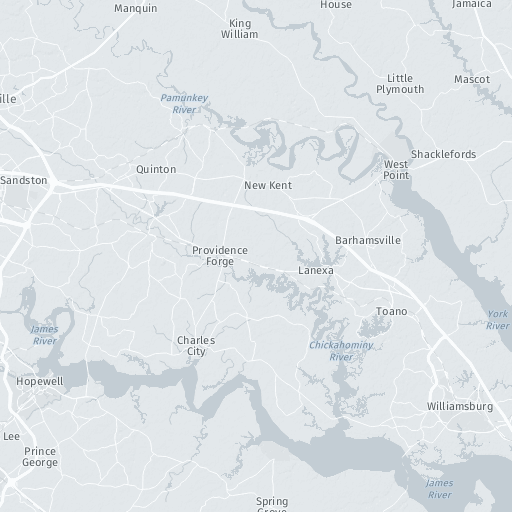 Manquin
King
William
House
Jamaica
Little
Plymouth
Mascot
ville
Pamunkey
River
Shacklefords
Sandston
Quinton
New Kent
West
Point
Barhamsville
Providence
Forge
Lanexa
Toano
York
River
James
River
Charles
City
Chickahominy
River
Hopewell
Williamsburg
Lee
Prince
George
James
River
Spring
Grove